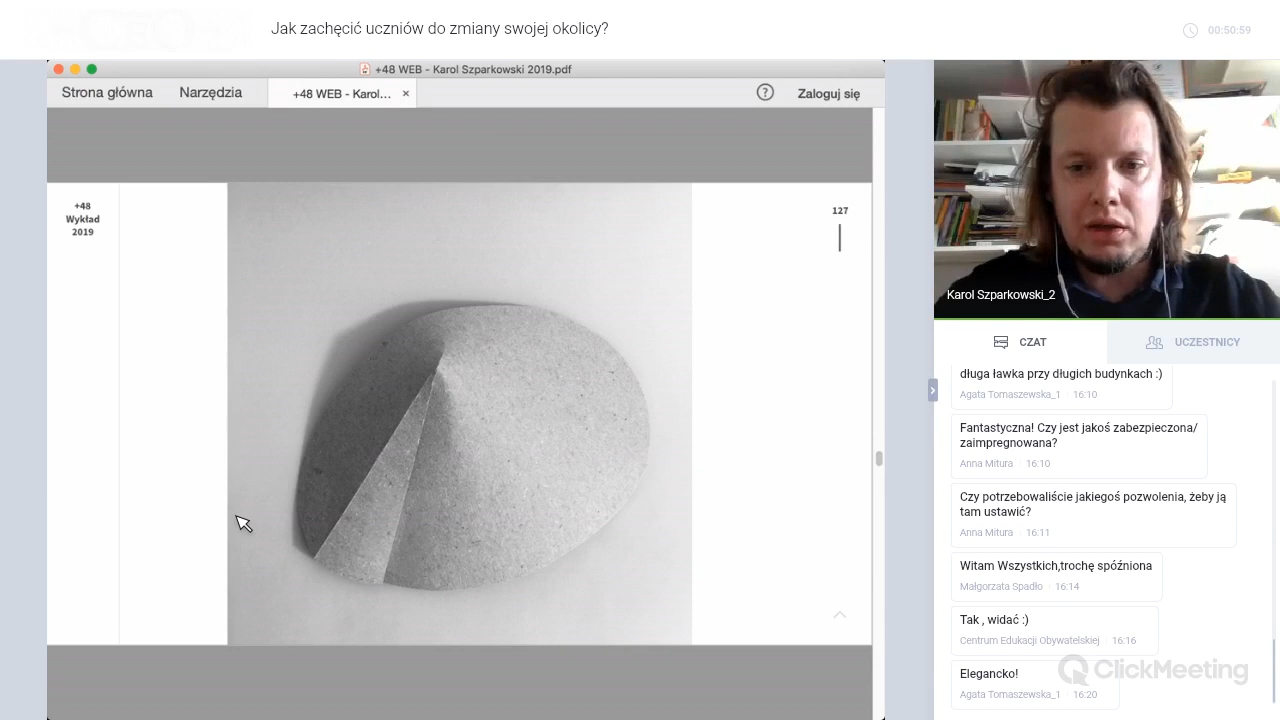 Jak zachęcić uczniów do zmiany swojej okolicy?
00:50:59
+48 WEB - Karol Szparkowski 2019.pdf
Strona główna
Narzędzia
+48 WEB - Karol...
×
?
Zaloguj się
+48
Wykład
2019
127
Karol Szparkowski_2
CZAT
UCZESTNICY
długa ławka przy długich budynkach :)
Agata Tomaszewska_1 · 16:10
Fantastyczna! Czy jest jakoś zabezpieczona/
zaimpregnowana?
Anna Mitura · 16:10
Czy potrzebowaliście jakiegoś pozwolenia, żeby ją
tam ustawić?
Anna Mitura · 16:11
Witam Wszystkich,trochę spóźniona
Małgorzata Spadło · 16:14
Tak , widać :)
Centrum Edukacji Obywatelskiej · 16:16
Elegancko!
Agata Tomaszewska_1 · 16:20
ClickMeeting